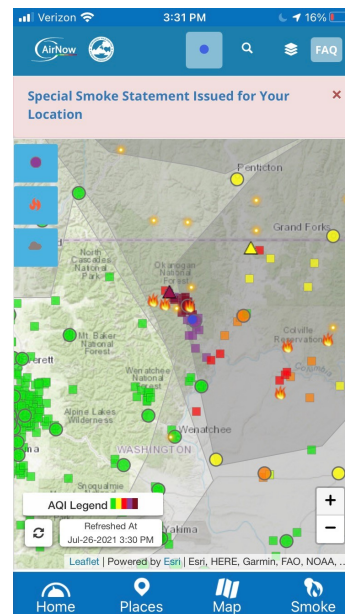 Verizon
3:31 PM
16%
AirNow
FAQ
Special Smoke Statement Issued for Your
Location
×
Penticton
Grand Forks
North
Cascades
National
Park
Okanogan
National
Forest
Mt Baker
National
Forest
Colville
Reservation
Columbia
Wenatchee
National
Forest
Alpine Lakes
Wilderness
Wenatchee
WASHINGTON
Snoqualmie
Yakima
AQI Legend
Refreshed At
Jul-26-2021 3:30 PM
+
−
Leaflet | Powered by Esri | Esri, HERE, Garmin, FAO, NOAA, ..
Home
Places
Map
Smoke